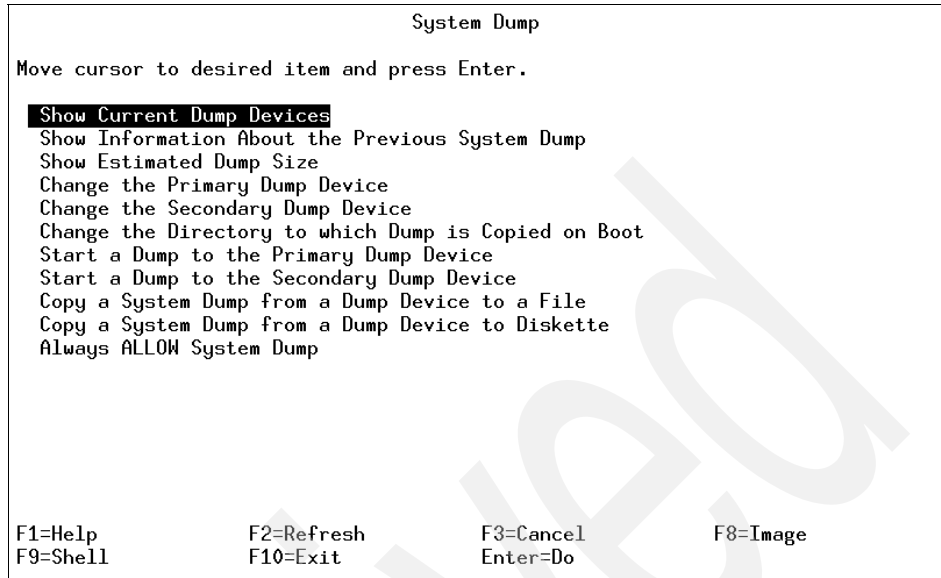 System Dump
Move cursor to desired item and press Enter.
Show Current Dump Devices
Show Information About the Previous System Dump
Show Estimated Dump Size
Change the Primary Dump Device
Change the Secondary Dump Device
Change the Directory to which Dump is Copied on Boot
Start a Dump to the Primary Dump Device
Start a Dump to the Secondary Dump Device
Copy a System Dump from a Dump Device to a File
Copy a System Dump from a Dump Device to Diskette
Always ALLOW System Dump
F1=Help F2=Refresh F3=Cancel F8=Image
F9=Shell F10=Exit Enter=Do